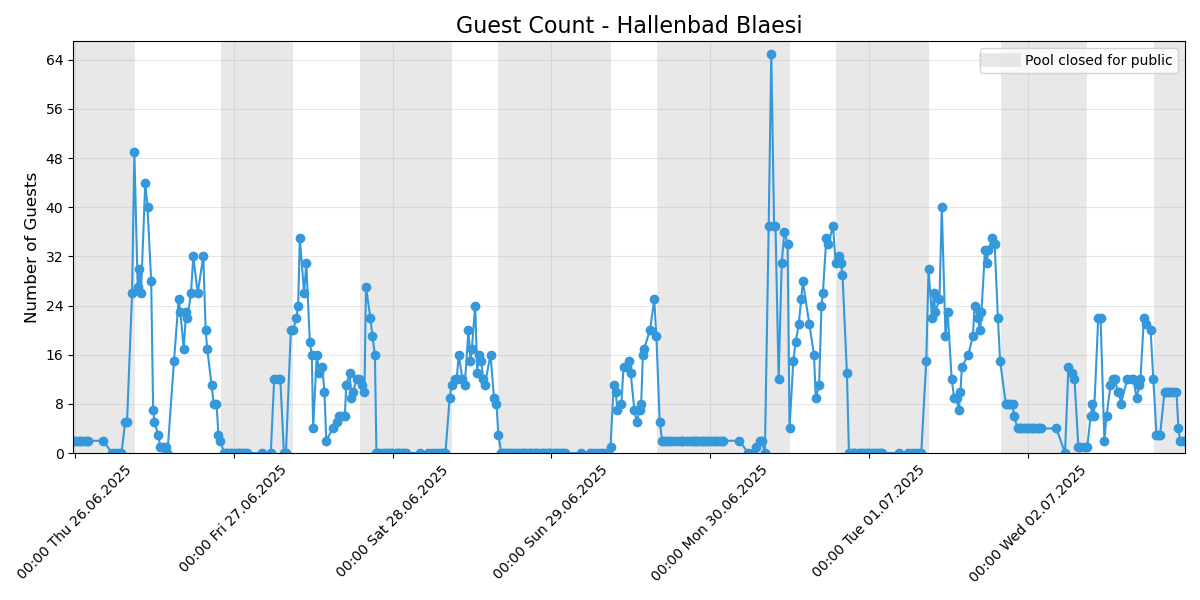 Guest Count - Hallenbad Blaesi
Pool closed for public
Number of Guests
64
56
48
40
32
24
16
8
0
00:00 Thu 26.06.2025
00:00 Fri 27.06.2025
00:00 Sat 28.06.2025
00:00 Sun 29.06.2025
00:00 Mon 30.06.2025
00:00 Tue 01.07.2025
00:00 Wed 02.07.2025